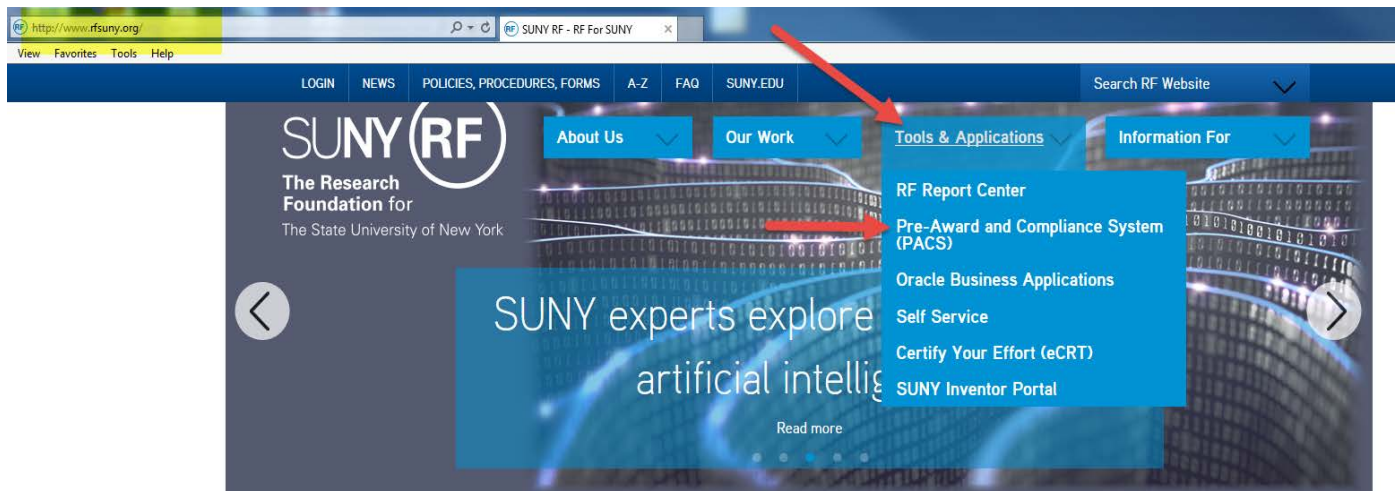 http://www.rfsuny.org/
SUNY RF - RF For SUNY
View Favorites Tools Help
LOGIN NEWS POLICIES, PROCEDURES, FORMS A-Z FAQ SUNY.EDU Search RF Website
SUNY RF
The Research
Foundation for
The State University of New York
About Us Our Work Tools & Applications Information For
RF Report Center
Pre-Award and Compliance System
(PACS)
Oracle Business Applications
Self Service
Certify Your Effort (eCRT)
SUNY Inventor Portal
SUNY experts explore
artificial intellig
Read more